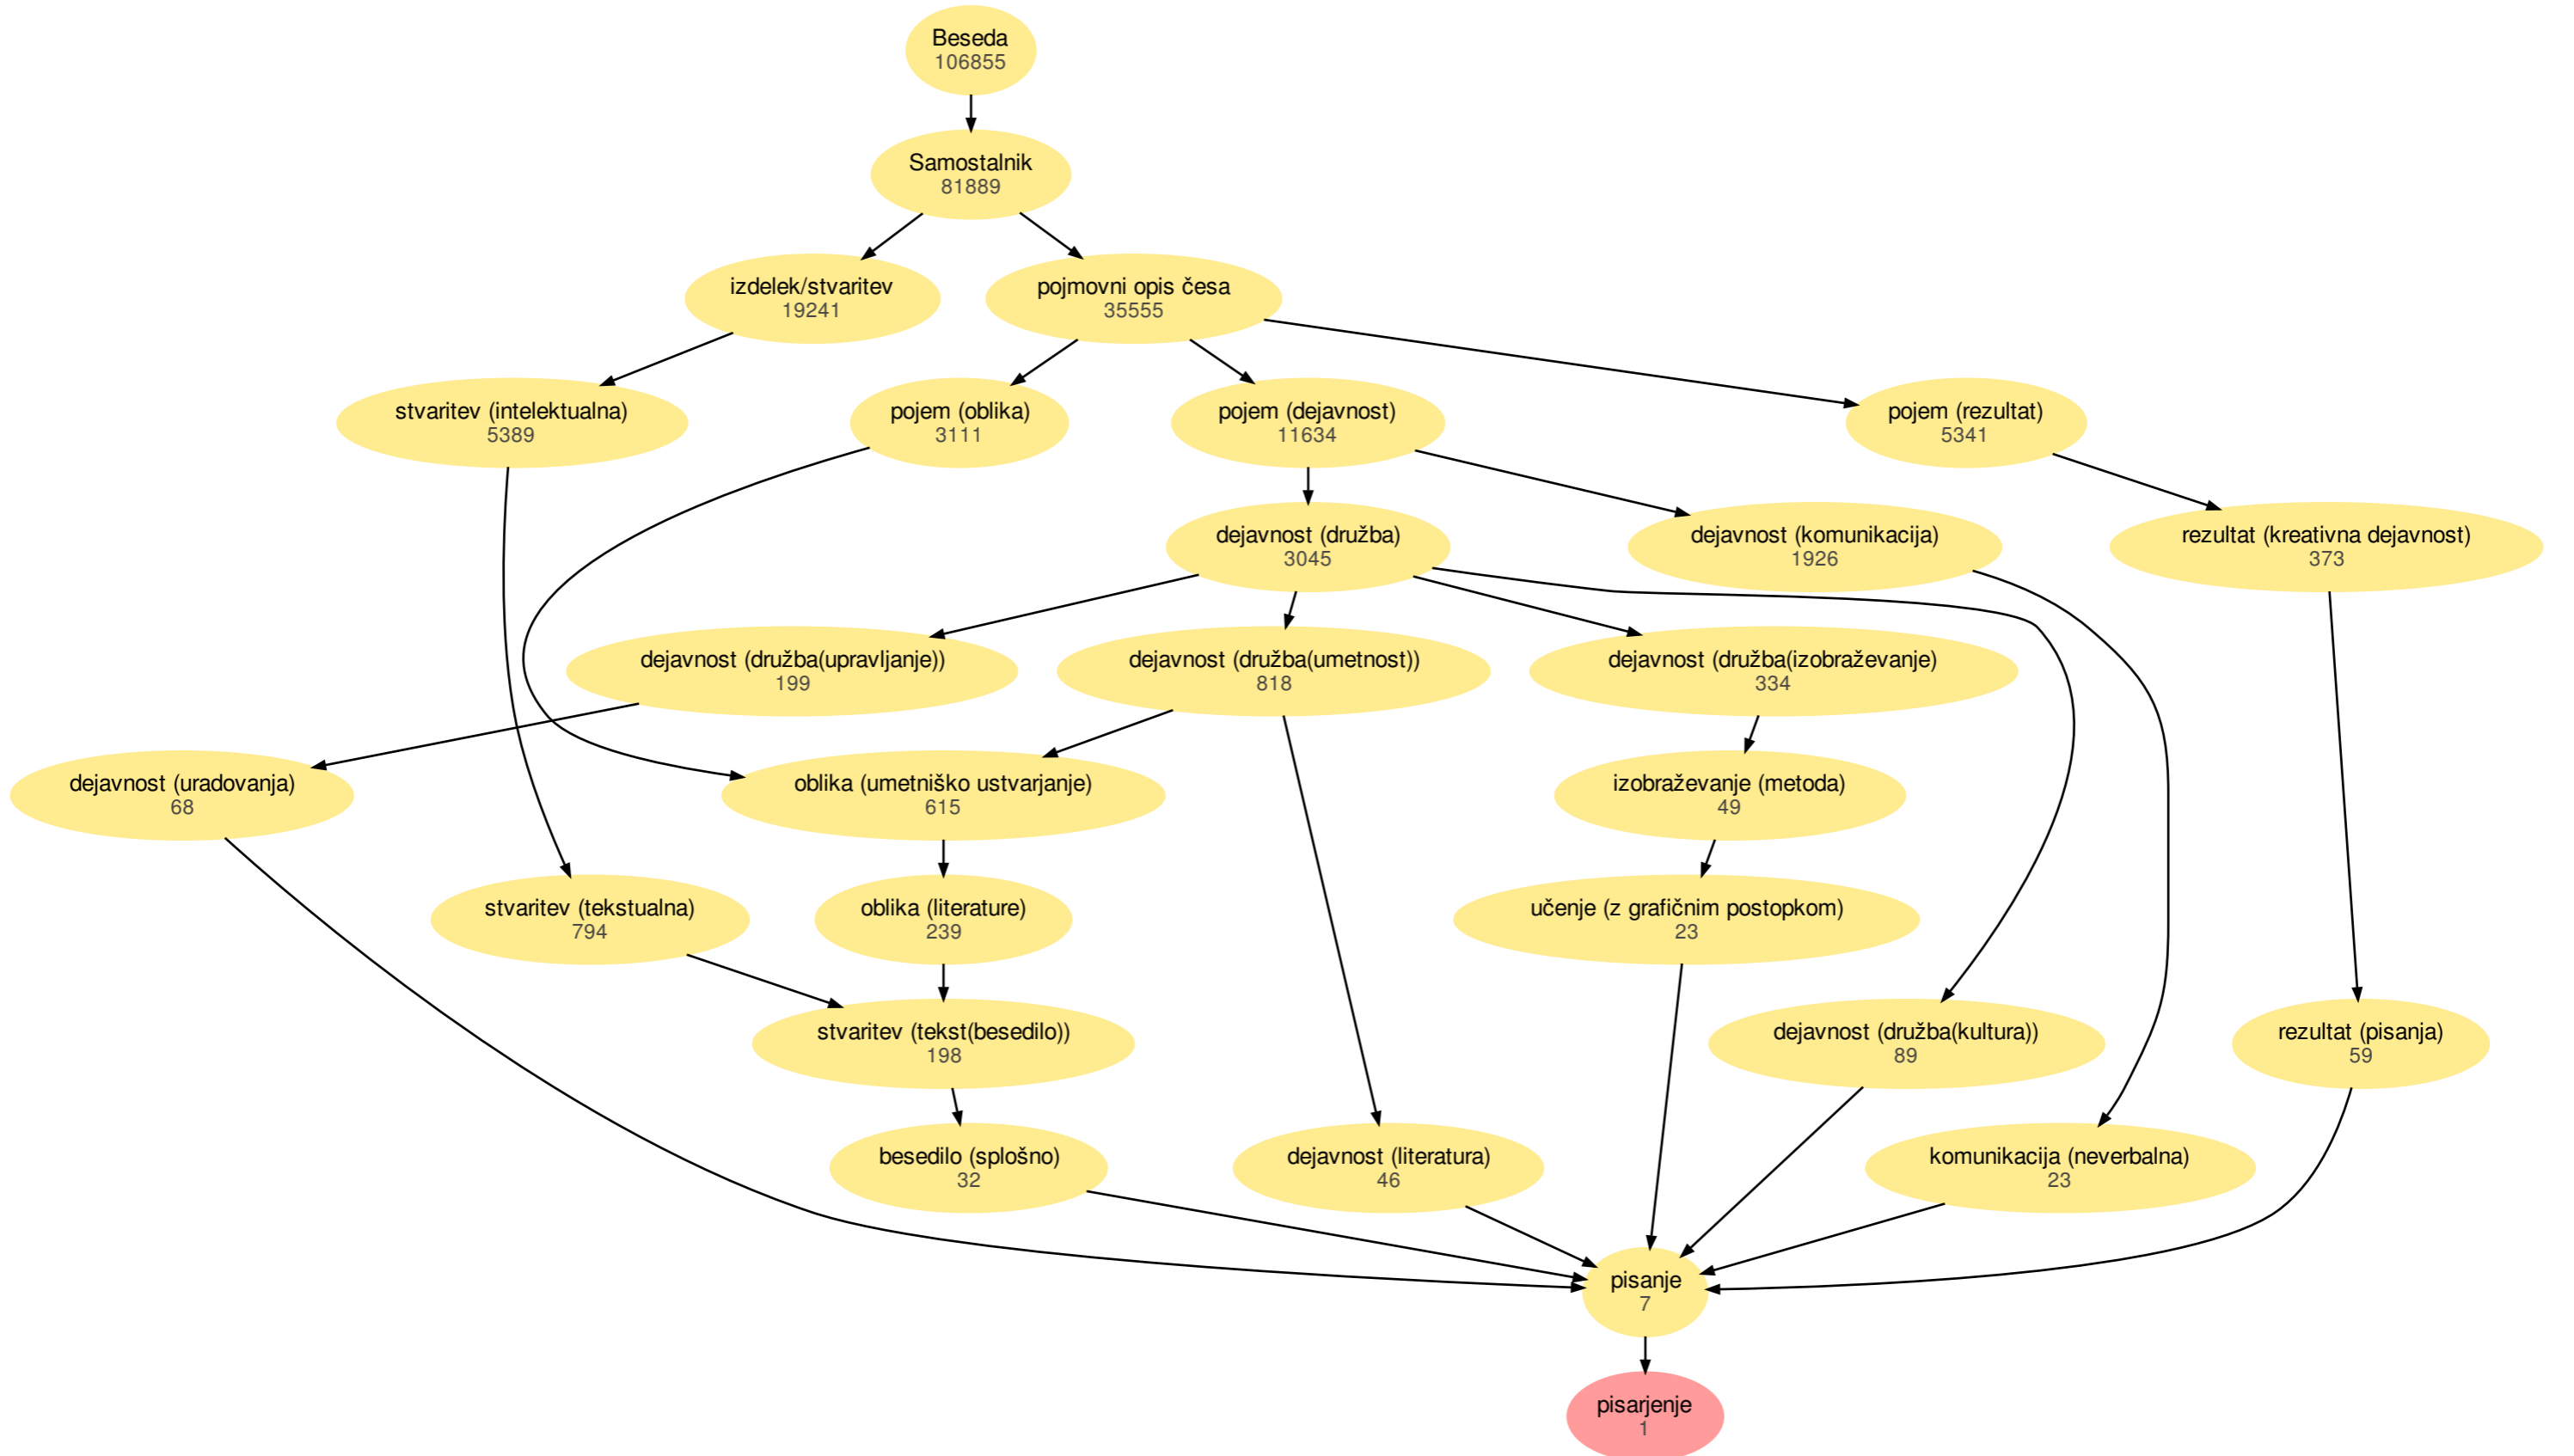 Beseda
106855
Samostalnik
81889
izdelek/stvaritev
19241
pojmovni opis česa
35555
stvaritev (intelektualna)
5389
pojem (oblika)
3111
pojem (dejavnost)
11634
pojem (rezultat)
5341
dejavnost (družba)
3045
dejavnost (komunikacija)
1926
rezultat (kreativna dejavnost)
373
dejavnost (družba(upravljanje))
199
dejavnost (družba(umetnost))
818
dejavnost (družba(izobraževanje)
334
dejavnost (uradovanja)
68
oblika (umetniško ustvarjanje)
615
izobraževanje (metoda)
49
stvaritev (tekstualna)
794
oblika (literature)
239
učenje (z grafičnim postopkom)
23
stvaritev (tekst(besedilo))
198
dejavnost (družba(kultura))
89
rezultat (pisanja)
59
besedilo (splošno)
32
dejavnost (literatura)
46
komunikacija (neverbalna)
23
pisanje
7
pisarjenje
1